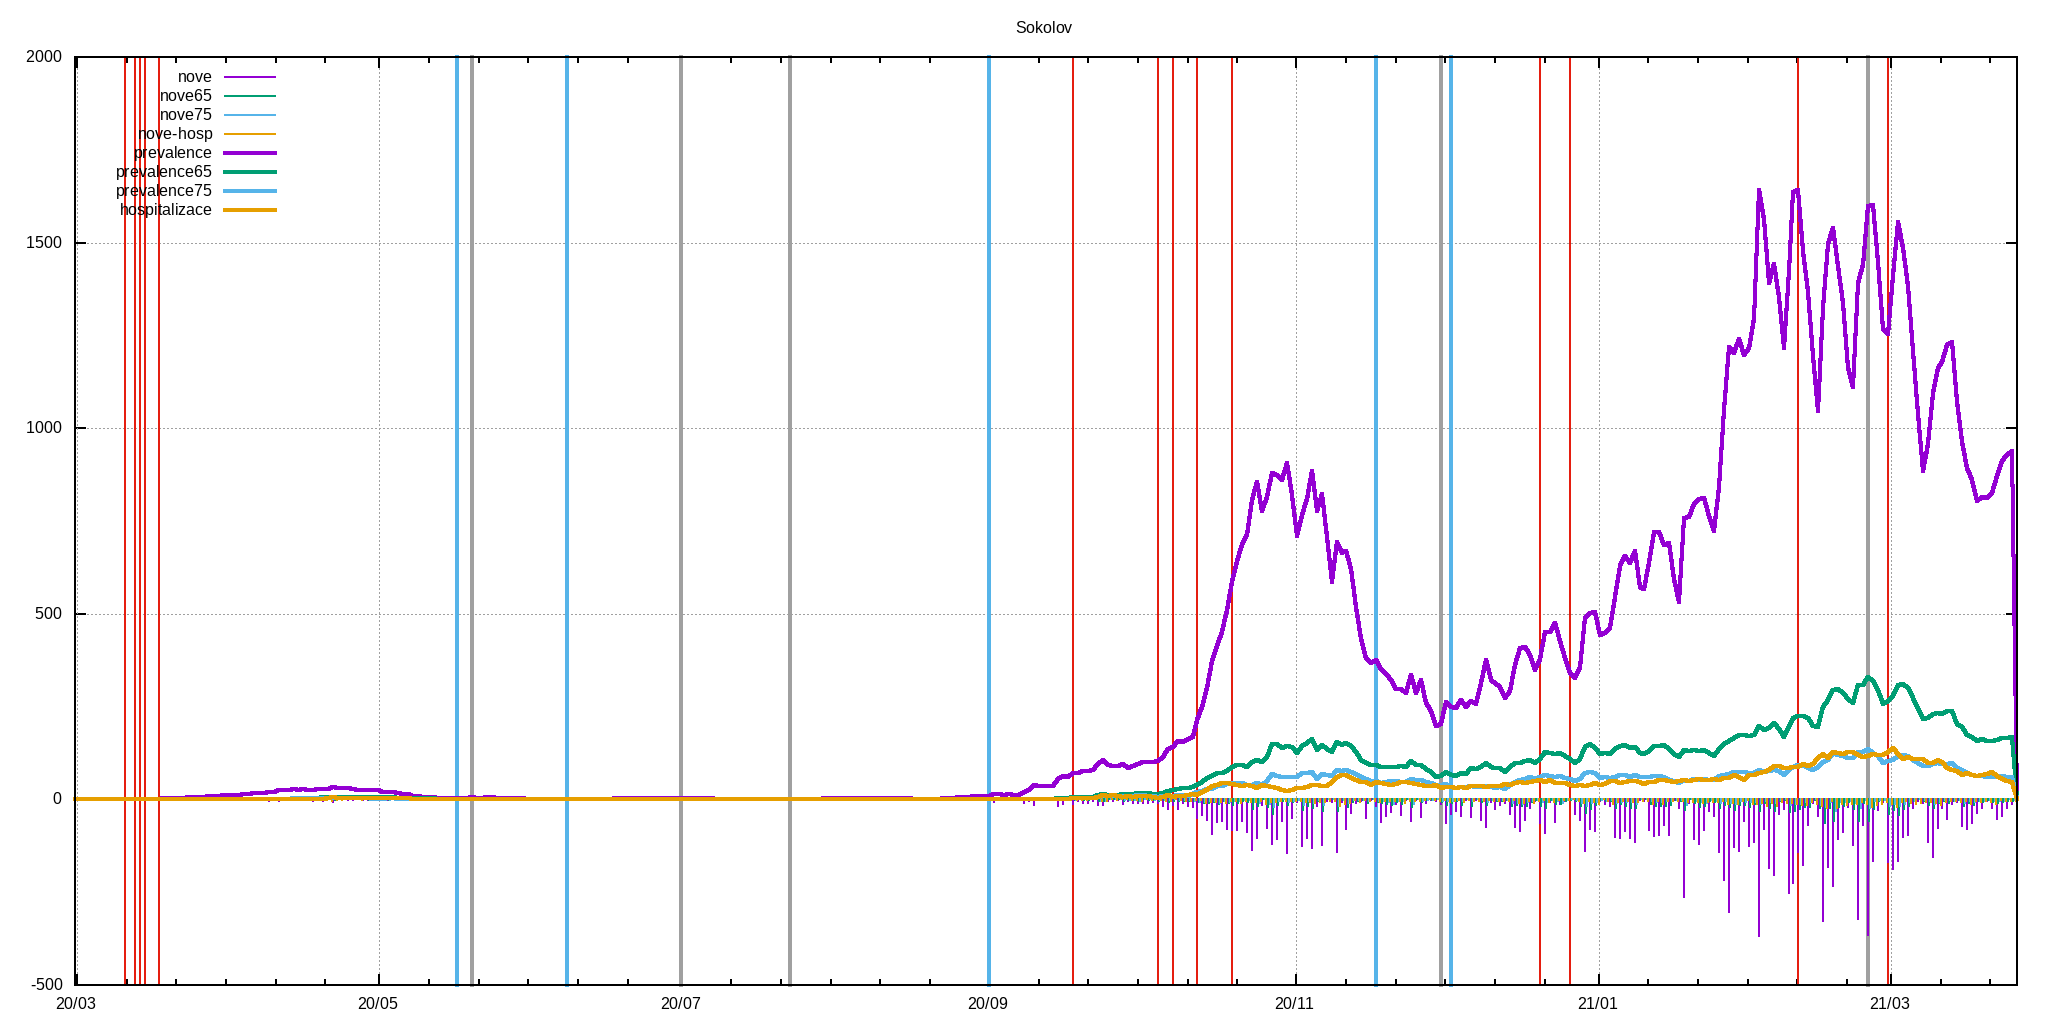 Sokolov
2000
nove
nove65
nove75
nove-hosp
prevalence
prevalence65
prevalence75
hospitalizace
1500
1000
500
0
-500
20/03 20/05 20/07 20/09 20/11 21/01 21/03